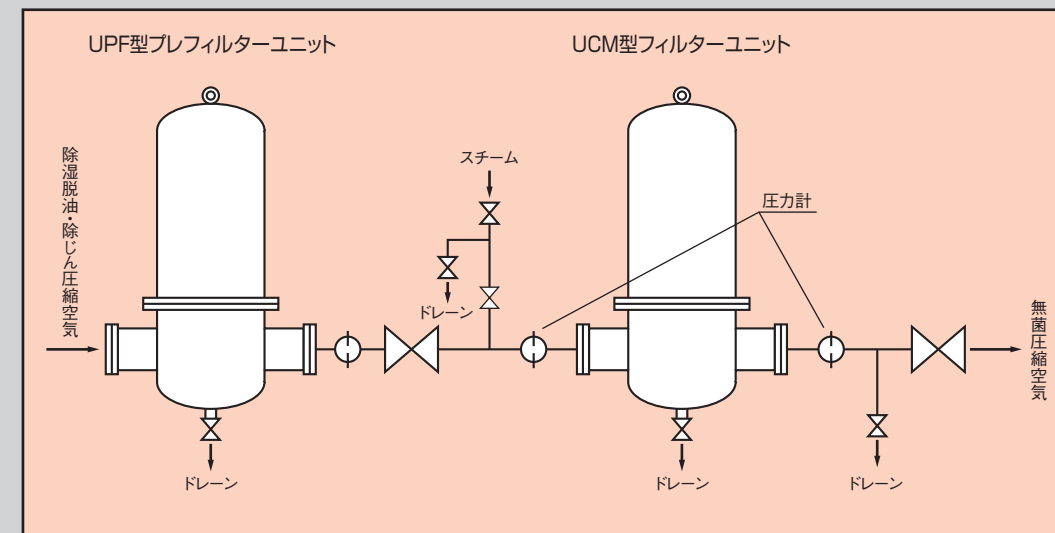 UPF型プレフィルターユニット
UCM型フィルターユニット
除湿脱油・除じん圧縮空気
スチーム
圧力計
ドレーン
無菌圧縮空気
ドレーン
ドレーン
ドレーン